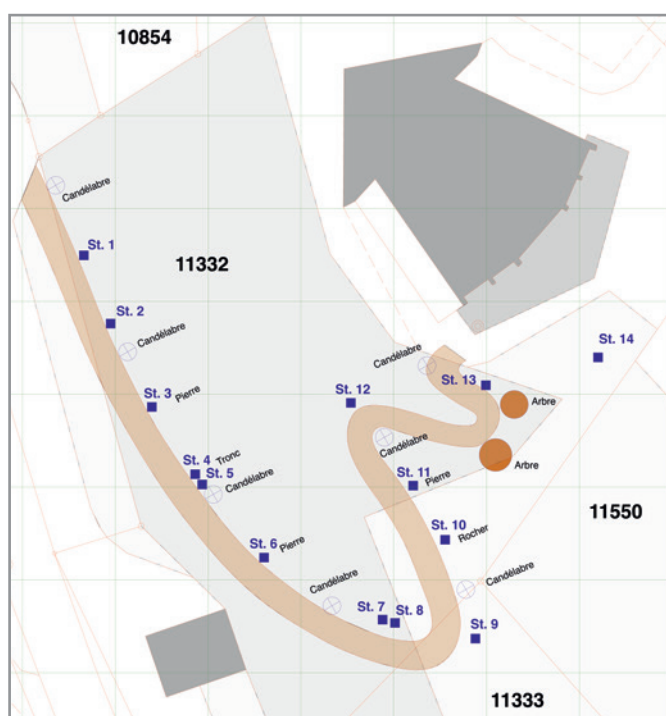 10854
Candélabre
St. 1
11332
St. 2
Candélabre
St. 14
Candélabre
St. 13
St. 3
Pierre
St. 12
Arbre
Candélabre
Tronc
St. 4
St. 5
Candélabre
Arbre
St. 11
Pierre
11550
St. 10
Rocher
St. 6
Pierre
Candélabre
Candélabre
St. 7
St. 8
St. 9
11333